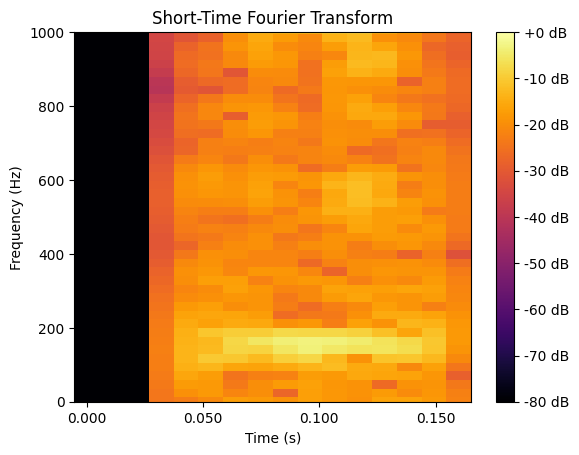 Short-Time Fourier Transform
1000
800
600
400
200
0
Frequency (Hz)
0.000
0.050
0.100
0.150
Time (s)
+0 dB
-10 dB
-20 dB
-30 dB
-40 dB
-50 dB
-60 dB
-70 dB
-80 dB